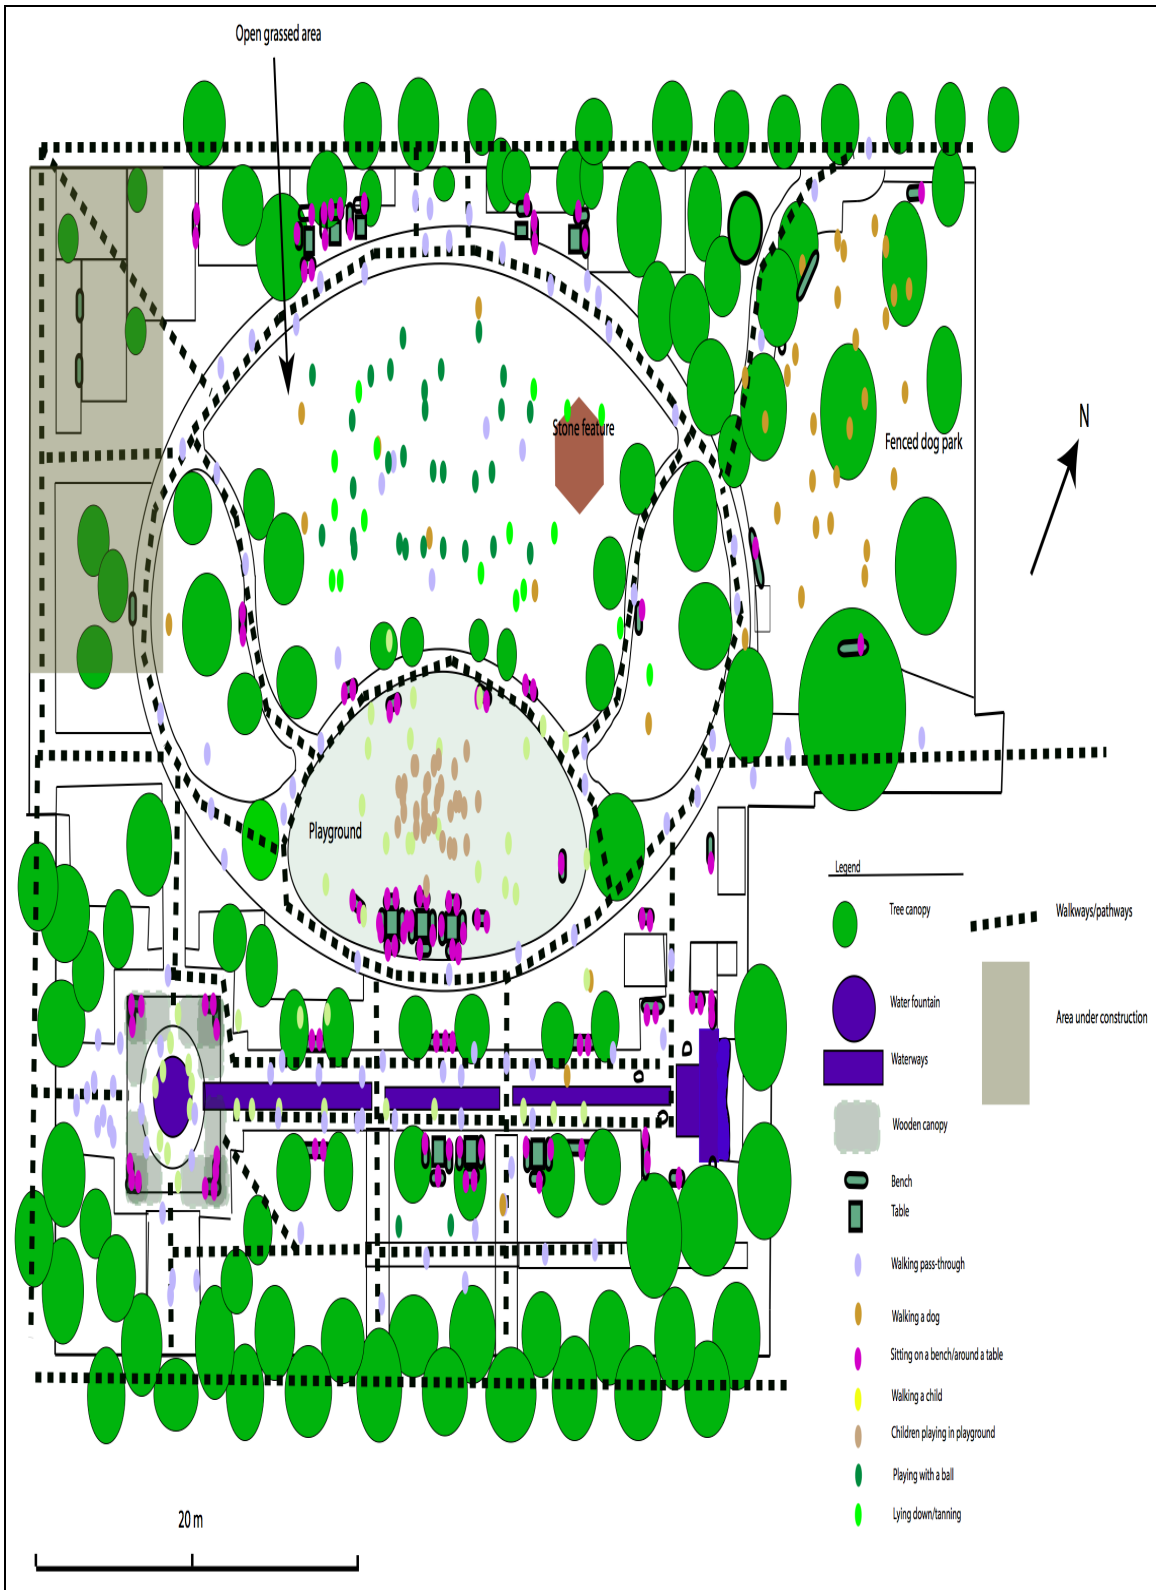 Open grassed area
Stone feature
N
Fenced dog park
Playground
Legend
Tree canopy
Walkways/pathways
Water fountain
Area under construction
Waterways
Wooden canopy
Bench
Table
Walking pass-through
Walking a dog
Sitting on a bench/around a table
Walking a child
Children playing in playground
Playing with a ball
Lying down/tanning
20 m